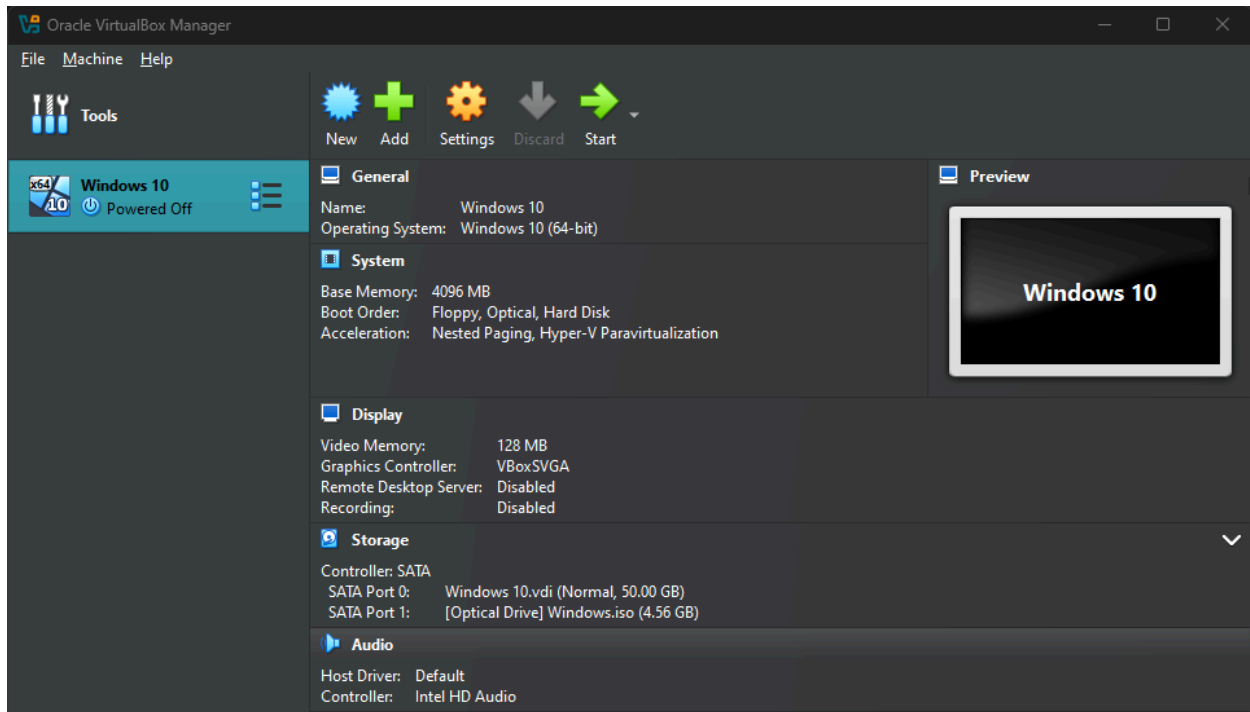 Oracle VirtualBox Manager
File Machine Help
Tools
New Add Settings Discard Start
x64
10
Windows 10
Powered Off
General
Name: Windows 10
Operating System: Windows 10 (64-bit)
System
Base Memory: 4096 MB
Boot Order: Floppy, Optical, Hard Disk
Acceleration: Nested Paging, Hyper-V Paravirtualization
Preview
Windows 10
Display
Video Memory: 128 MB
Graphics Controller: VBoxSVGA
Remote Desktop Server: Disabled
Recording: Disabled
Storage
Controller: SATA
SATA Port 0: Windows 10.vdi (Normal, 50.00 GB)
SATA Port 1: [Optical Drive] Windows.iso (4.56 GB)
Audio
Host Driver: Default
Controller: Intel HD Audio